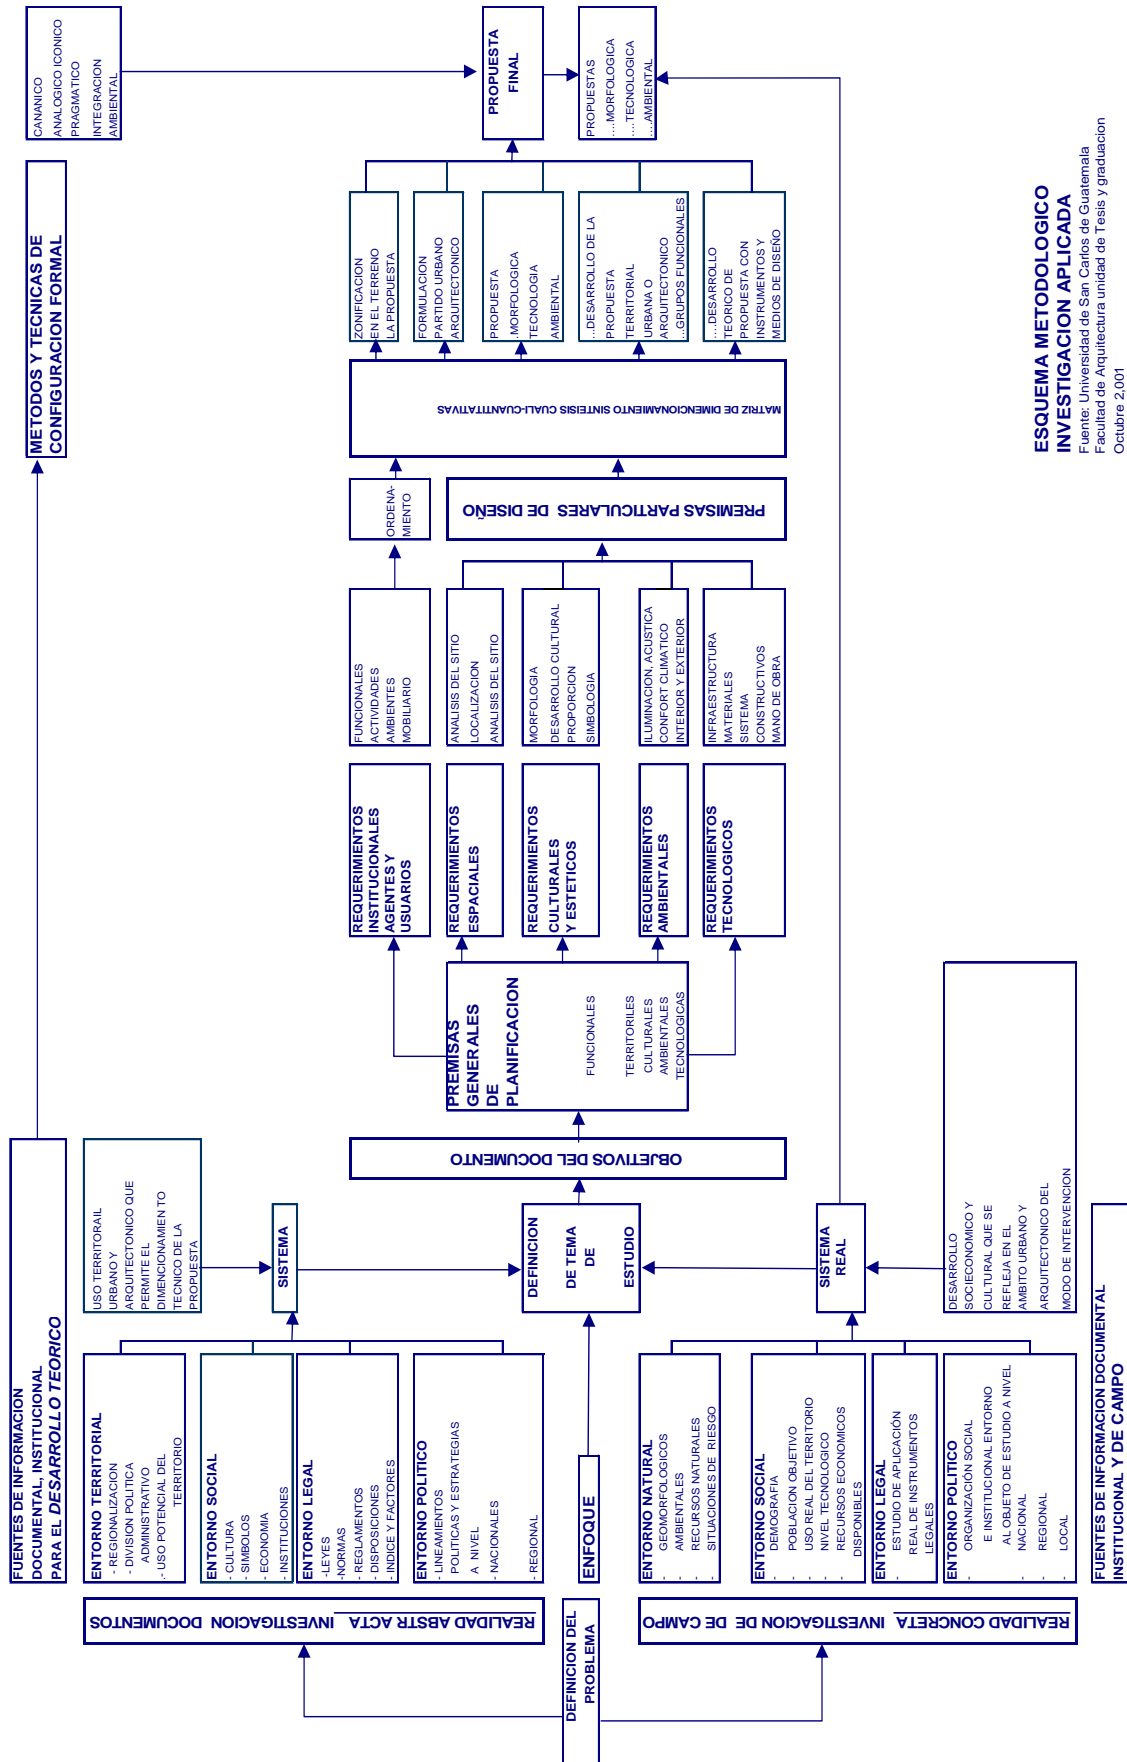 FUENTES DE INFORMACION
DOCUMENTAL, INSTITUCIONAL
PARA EL DESARROLLO TEORICO
METODOS Y TECNICAS DE
CONFIGURACION FORMAL
CANANICO
ANALOGICO ICONICO
PRAGMATICO
INTEGRACION
AMBIENTAL
DEFINICION DEL
PROBLEMA
REALIDAD ABSTR ACTA INVESTIGACION DOCUMENTOS
ENTORNO TERRITORIAL
- REGIONALIZACION
- DIVISION POLITICA
ADMINISTRATIVO
.- USO POTENCIAL DEL
TERRITORIO
ENTORNO SOCIAL
- CULTURA
- SIMBOLOS
- ECONOMIA
- INSTITUCIONES
ENTORNO LEGAL
-LEYES
-NORMAS
- REGLAMENTOS
- DISPOSICIONES
- INDICE Y FACTORES
ENTORNO POLITICO
- LINEAMIENTOS
POLITICAS Y ESTRATEGIAS
A NIVEL
- NACIONALES
- REGIONAL
USO TERRITORAIL
URBANO Y
ARQUITECTONICO QUE
PERMITE EL
DIMENCIONAMIEN TO
TECNICO DE LA
PROPUESTA
SISTEMA
ENFOQUE
DEFINICION
DE TEMA
DE
ESTUDIO
REALIDAD CONCRETA INVESTIGACION DE DE CAMPO
ENTORNO NATURAL
- GEOMORFOLOGICOS
- AMBIENTALES
- RECURSOS NATURALES
- SITUACIONES DE RIESGO
ENTORNO SOCIAL
- DEMOGRAFIA
- POBLACION OBJETIVO
- USO REAL DEL TERRITORIO
- NIVEL TECNOLOGICO
- RECURSOS ECONOMICOS
DISPONIBLES
ENTORNO LEGAL
- ESTUDIO DE APLICACIÓN
REAL DE INSTRUMENTOS
LEGALES
ENTORNO POLITICO
- ORGANIZACIÓN SOCIAL
E INSTITUCIONAL ENTORNO
AL OBJETO DE ESTUDIO A NIVEL
- NACIONAL
- REGIONAL
- LOCAL
SISTEMA
REAL
DESARROLLO
SOCIECONOMICO Y
CULTURAL QUE SE
REFLEJA EN EL
AMBITO URBANO Y
ARQUITECTONICO DEL
MODO DE INTERVENCION
FUENTES DE INFORMACION DOCUMENTAL
INSTITUCIONAL Y DE CAMPO
OBJETIVOS DEL DOCUMENTO
PREMISAS
GENERALES
DE
PLANIFICACION
FUNCIONALES
TERRITORILES
CULTURALES
AMBIENTALES
TECNOLOGICAS
REQUERIMIENTOS
INSTITUCIONALES
AGENTES Y
USUARIOS
REQUERIMIENTOS
ESPACIALES
REQUERIMIENTOS
CULTURALES
Y ESTETICOS
REQUERIMIENTOS
AMBIENTALES
REQUERIMIENTOS
TECNOLOGICOS
FUNCIONALES
ACTIVIDADES
AMBIENTES
MOBILIARIO
ANALISIS DEL SITIO
LOCALIZACION
ANALISIS DEL SITIO
MORFOLOGIA
DESARROLLO CULTURAL
PROPORCION
SIMBOLOGIA
ILUMINACION, ACUSTICA
CONFORT CLIMATICO
INTERIOR Y EXTERIOR
INFRAESTRUCTURA
MATERIALES
SISTEMA
CONSTRUCTIVOS
MANO DE OBRA
ORDENA-
MIENTO
PREMISAS PARTICULARES DE DISEÑO
MATRIZ DE DIMENCIONAMIENTO SINTEISIS CUALI-CUANTITATIVAS
ZONIFICACION
EN EL TERRENO
LA PROPUESTA
FORMULACION
PARTIDO URBANO
ARQUITECTONICO
PROPUESTA
.MORFOLOGICA
TECNOLOGIA
AMBIENTAL
...DESARROLLO DE LA
PROPUESTA
TERRITORIAL
URBANA O
ARQUITECTONICO
...GRUPOS FUNCIONALES
....DESARROLLO
TEORICO DE
PROPUESTA CON
INSTRUMENTOS Y
MEDIOS DE DISEÑO
PROPUESTA
FINAL
PROPUESTAS
....MORFOLOGICA
....TECNOLOGICA
....AMBIENTAL
ESQUEMA METODOLOGICO
INVESTIGACION APLICADA
Fuente: Universidad de San Carlos de Guatemala
Facultad de Arquitectura unidad de Tesis y graduacion
Octubre 2,001